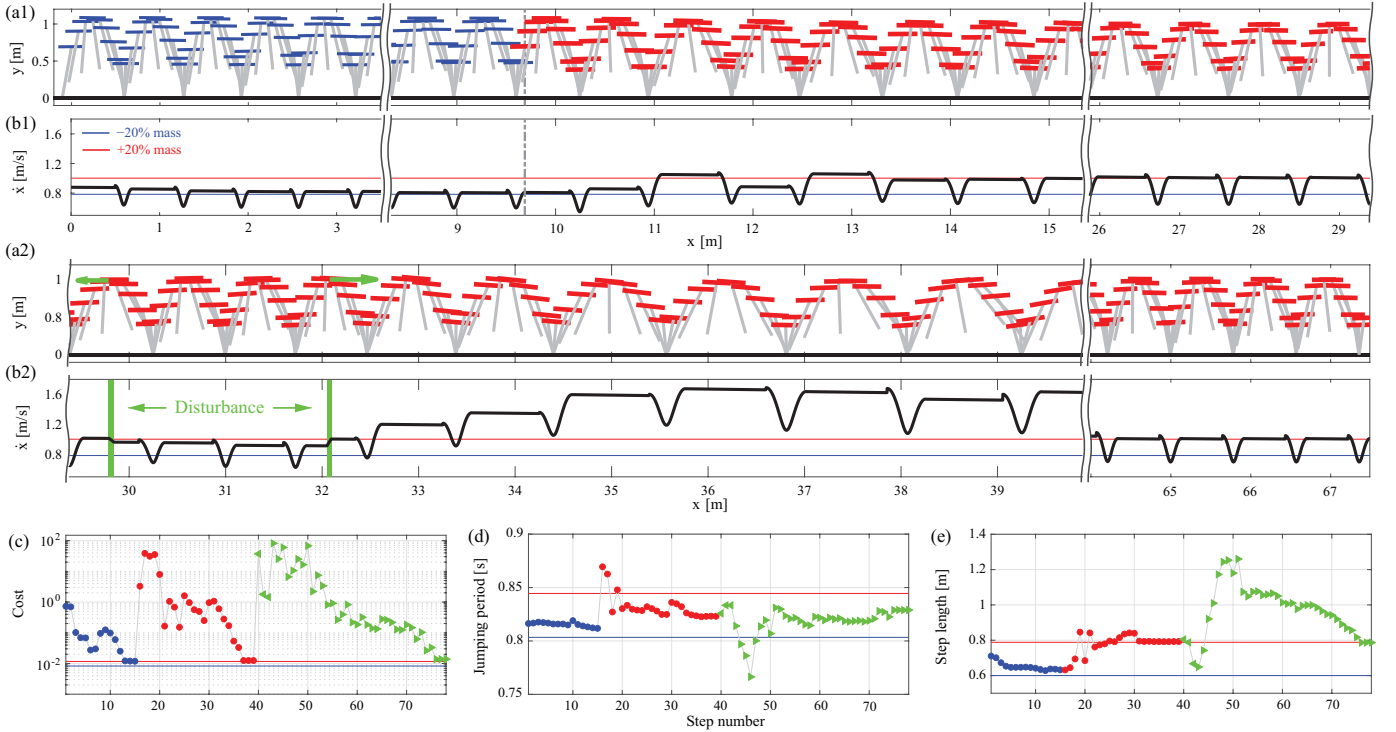 (a1)
y [m]
1
0.5
0
(b1)
ẋ [m/s]
1.6
1.2
0.8
−20% mass
+20% mass
0 1 2 3 9 10 11 12 13 14 15 26 27 28 29
x [m]
(a2)
y [m]
1
0.8
0
(b2)
ẋ [m/s]
1.6
1.2
0.8
Disturbance
30 31 32 33 34 35 36 37 38 39 65 66 67
x [m]
(c)
Cost
10²
10⁰
10⁻²
10 20 30 40 50 60 70
(d)
Jumping period [s]
0.9
0.85
0.8
0.75
10 20 30 40 50 60 70
Step number
(e)
Step length [m]
1.4
1.2
1
0.8
0.6
10 20 30 40 50 60 70